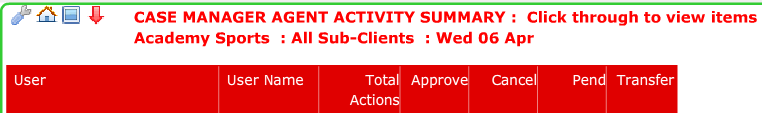 CASE MANAGER AGENT ACTIVITY SUMMARY : Click through to view items
Academy Sports : All Sub-Clients : Wed 06 Apr
User User Name Total Actions Approve Cancel Pend Transfer